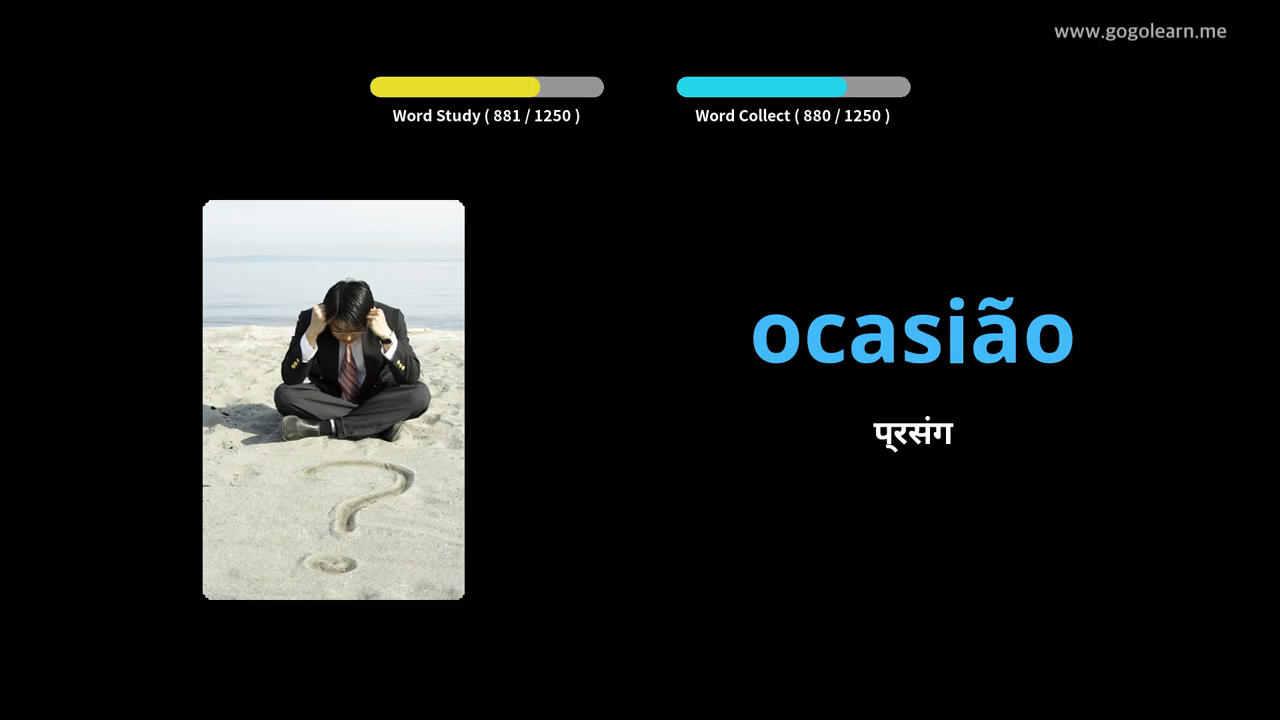 www.gogolearn.me
Word Study ( 881 / 1250 )
Word Collect ( 880 / 1250 )
ocasião
प्रसंग
?